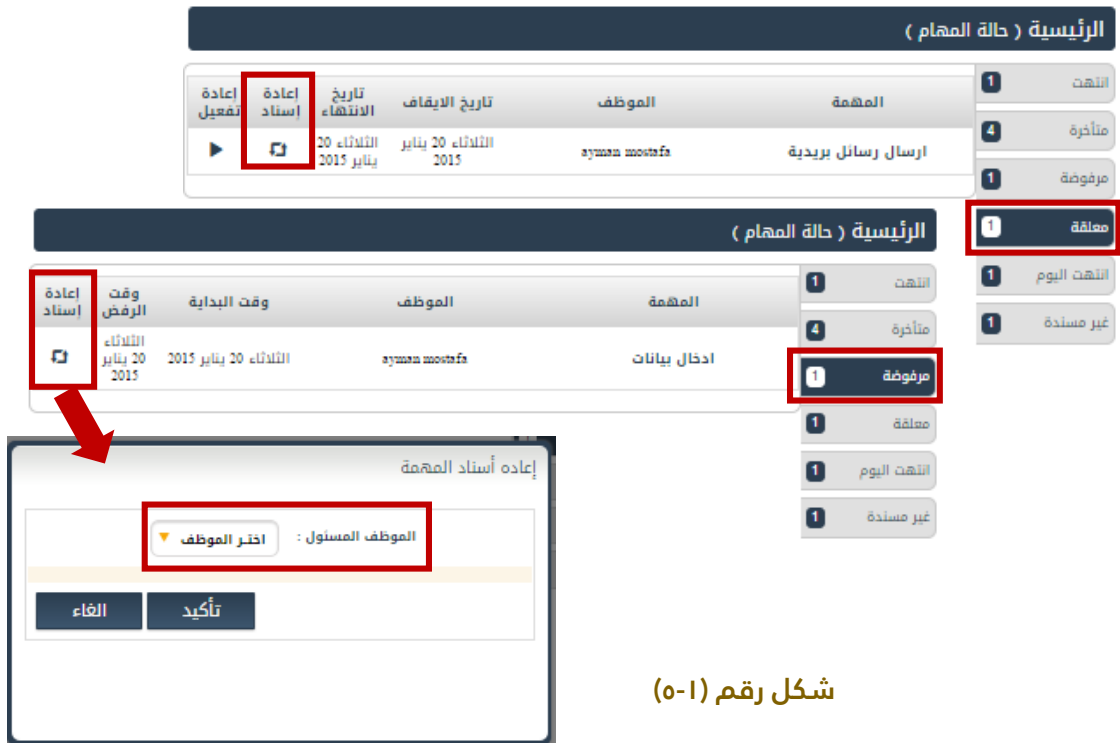 الرئيسية ( حالة المهام )
انتهت 1
متأخرة 4
مرفوضة 1
معلقة 1
انتهت اليوم 1
غير مسندة 1
المهمة الموظف تاريخ الايقاف تاريخ الانتهاء إعادة إسناد إعادة تفعيل
ارسال رسائل بريدية ayman mostafa الثلاثاء 20 يناير 2015 الثلاثاء 20 يناير 2015
الرئيسية ( حالة المهام )
انتهت 1
متأخرة 4
مرفوضة 1
معلقة 1
انتهت اليوم 1
غير مسندة 1
المهمة الموظف وقت البداية وقت الرفض إعادة إسناد
ادخال بيانات ayman mostafa الثلاثاء 20 يناير 2015 الثلاثاء 20 يناير 2015
إعاده أسناد المهمة
الموظف المسئول : اختر الموظف
تأكيد الغاء
شكل رقم (١-٥)